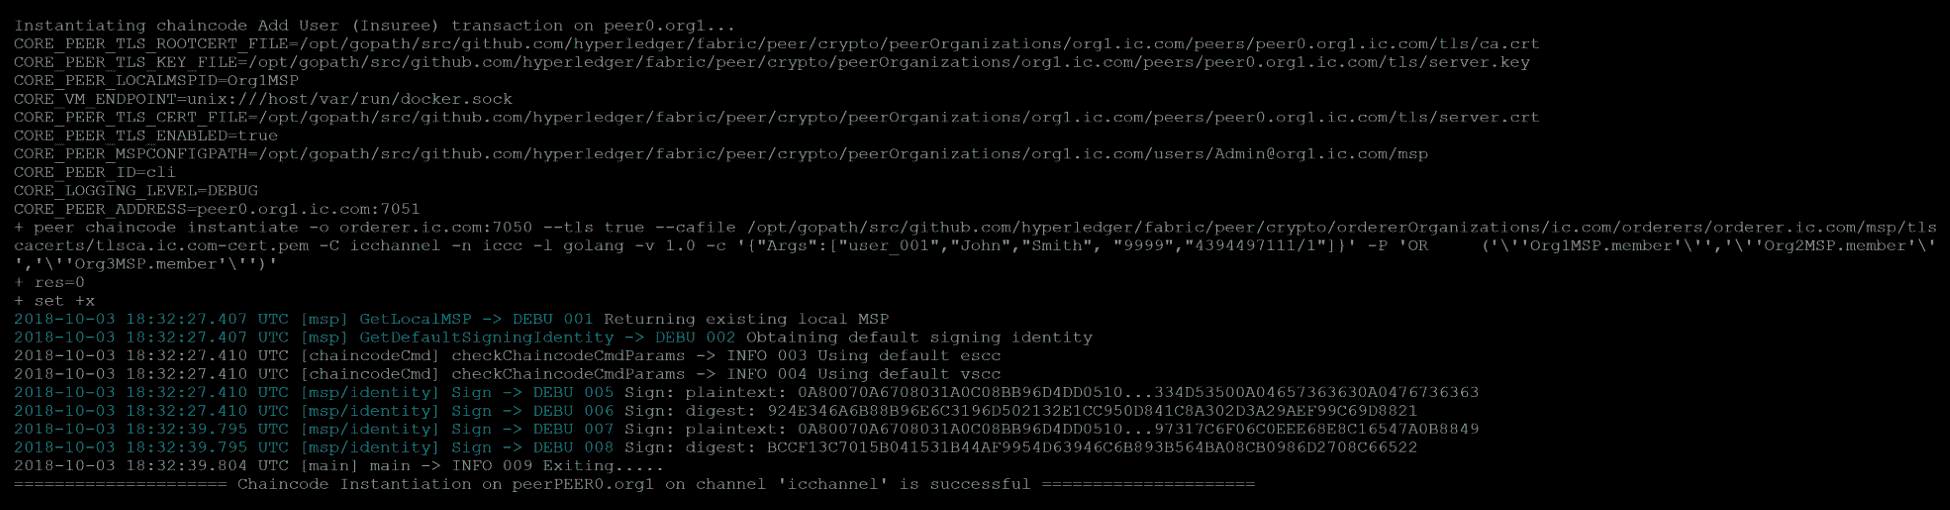 Instantiating chaincode Add User (Insuree) transaction on peer0.org1...
CORE_PEER_TLS_ROOTCERT_FILE=/opt/gopath/src/github.com/hyperledger/fabric/peer/crypto/peerOrganizations/org1.ic.com/peers/peer0.org1.ic.com/tls/ca.crt
CORE_PEER_TLS_KEY_FILE=/opt/gopath/src/github.com/hyperledger/fabric/peer/crypto/peerOrganizations/org1.ic.com/peers/peer0.org1.ic.com/tls/server.key
CORE_PEER_LOCALMSPID=Org1MSP
CORE_VM_ENDPOINT=unix:///host/var/run/docker.sock
CORE_PEER_TLS_CERT_FILE=/opt/gopath/src/github.com/hyperledger/fabric/peer/crypto/peerOrganizations/org1.ic.com/peers/peer0.org1.ic.com/tls/server.crt
CORE_PEER_TLS_ENABLED=true
CORE_PEER_MSPCONFIGPATH=/opt/gopath/src/github.com/hyperledger/fabric/peer/crypto/peerOrganizations/org1.ic.com/users/Admin@org1.ic.com/msp
CORE_PEER_ID=cli
CORE_LOGGING_LEVEL=DEBUG
CORE_PEER_ADDRESS=peer0.org1.ic.com:7051
+ peer chaincode instantiate -o orderer.ic.com:7050 --tls true --cafile /opt/gopath/src/github.com/hyperledger/fabric/peer/crypto/ordererOrganizations/ic.com/orderers/orderer.ic.com/msp/tls
cacerts/tlsca.ic.com-cert.pem -C icchannel -n iccc -l golang -v 1.0 -c '{"Args":["user_001","John","Smith", "9999","4394497111/1"]}' -P 'OR     ('\''Org1MSP.member'\'','\''Org2MSP.member'\'
','\''Org3MSP.member'\'')'
+ res=0
+ set +x
2018-10-03 18:32:27.407 UTC [msp] GetLocalMSP -> DEBU 001 Returning existing local MSP
2018-10-03 18:32:27.407 UTC [msp] GetDefaultSigningIdentity -> DEBU 002 Obtaining default signing identity
2018-10-03 18:32:27.410 UTC [chaincodeCmd] checkChaincodeCmdParams -> INFO 003 Using default escc
2018-10-03 18:32:27.410 UTC [chaincodeCmd] checkChaincodeCmdParams -> INFO 004 Using default vscc
2018-10-03 18:32:27.410 UTC [msp/identity] Sign -> DEBU 005 Sign: plaintext: 0A80070A6708031A0C08BB96D4DD0510...334D53500A04657363630A0476736363
2018-10-03 18:32:27.410 UTC [msp/identity] Sign -> DEBU 006 Sign: digest: 924E346A6B88B96E6C3196D502132E1CC950D841C8A302D3A29AEF99C69D8821
2018-10-03 18:32:39.795 UTC [msp/identity] Sign -> DEBU 007 Sign: plaintext: 0A80070A6708031A0C08BB96D4DD0510...97317C6F06C0EEE68E8C16547A0B8849
2018-10-03 18:32:39.795 UTC [msp/identity] Sign -> DEBU 008 Sign: digest: BCCF13C7015B041531B44AF9954D63946C6B893B564BA08CB0986D2708C66522
2018-10-03 18:32:39.804 UTC [main] main -> INFO 009 Exiting.....
===================== Chaincode Instantiation on peerPEER0.org1 on channel 'icchannel' is successful =====================